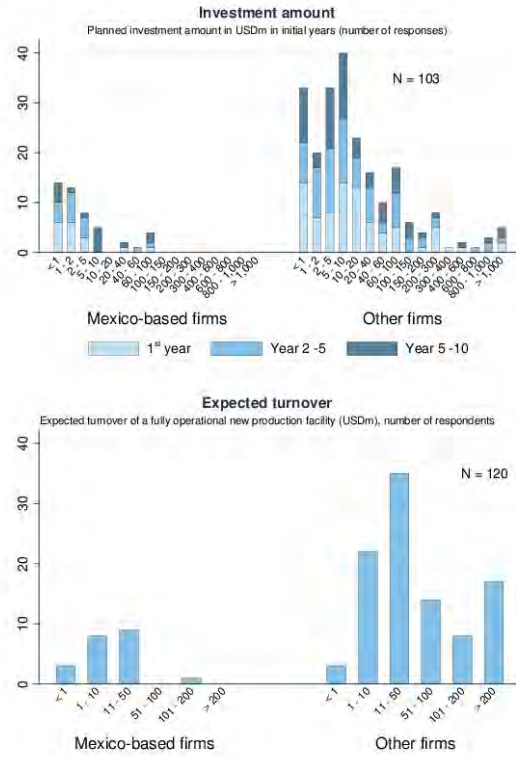 Investment amount
Planned investment amount in USDm in initial years (number of responses)
40
30
20
10
0
N = 103
< 1
1 - 2
2 - 5
5 - 10
10 - 20
20 - 40
40 - 60
60 - 100
100 - 150
150 - 200
200 - 300
300 - 400
400 - 600
600 - 800
800 - 1,000
> 1,000
< 1
1 - 2
2 - 5
5 - 10
10 - 20
20 - 40
40 - 60
60 - 100
100 - 150
150 - 200
200 - 300
300 - 400
400 - 600
600 - 800
800 - 1,000
> 1,000
Mexico-based firms
Other firms
1st year
Year 2 -5
Year 5 -10
Expected turnover
Expected turnover of a fully operational new production facility (USDm), number of respondents
40
30
20
10
0
N = 120
< 1
1 - 10
11 - 50
51 - 100
101 - 200
> 200
< 1
1 - 10
11 - 50
51 - 100
101 - 200
> 200
Mexico-based firms
Other firms